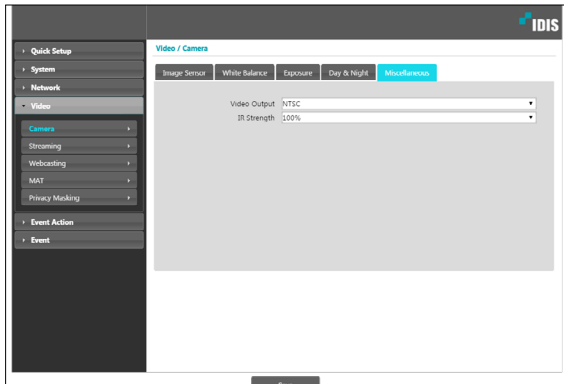 IDIS
Quick Setup
System
Network
Video
Camera
Streaming
Webcasting
MAT
Privacy Masking
Event Action
Event
Video / Camera
Image Sensor White Balance Exposure Day & Night Miscellaneous
Video Output NTSC
IR Strength 100%